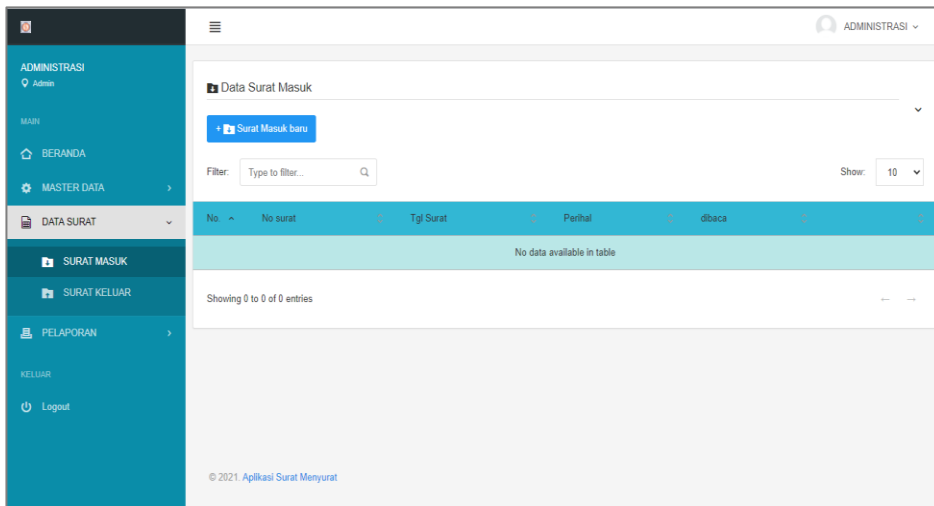 ADMINISTRASI
ADMINISTRASI
Admin
MAIN
BERANDA
MASTER DATA
DATA SURAT
SURAT MASUK
SURAT KELUAR
PELAPORAN
KELUAR
Logout
Data Surat Masuk
+ Surat Masuk baru
Filter: Type to filter... Show: 10
No. No surat Tgl Surat Perihal dibaca
No data available in table
Showing 0 to 0 of 0 entries ← →
© 2021. Aplikasi Surat Menyurat